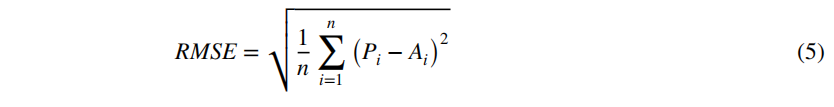 RMSE = \sqrt{\frac{1}{n} \sum_{i=1}^{n} (P_i - A_i)^2} (5)